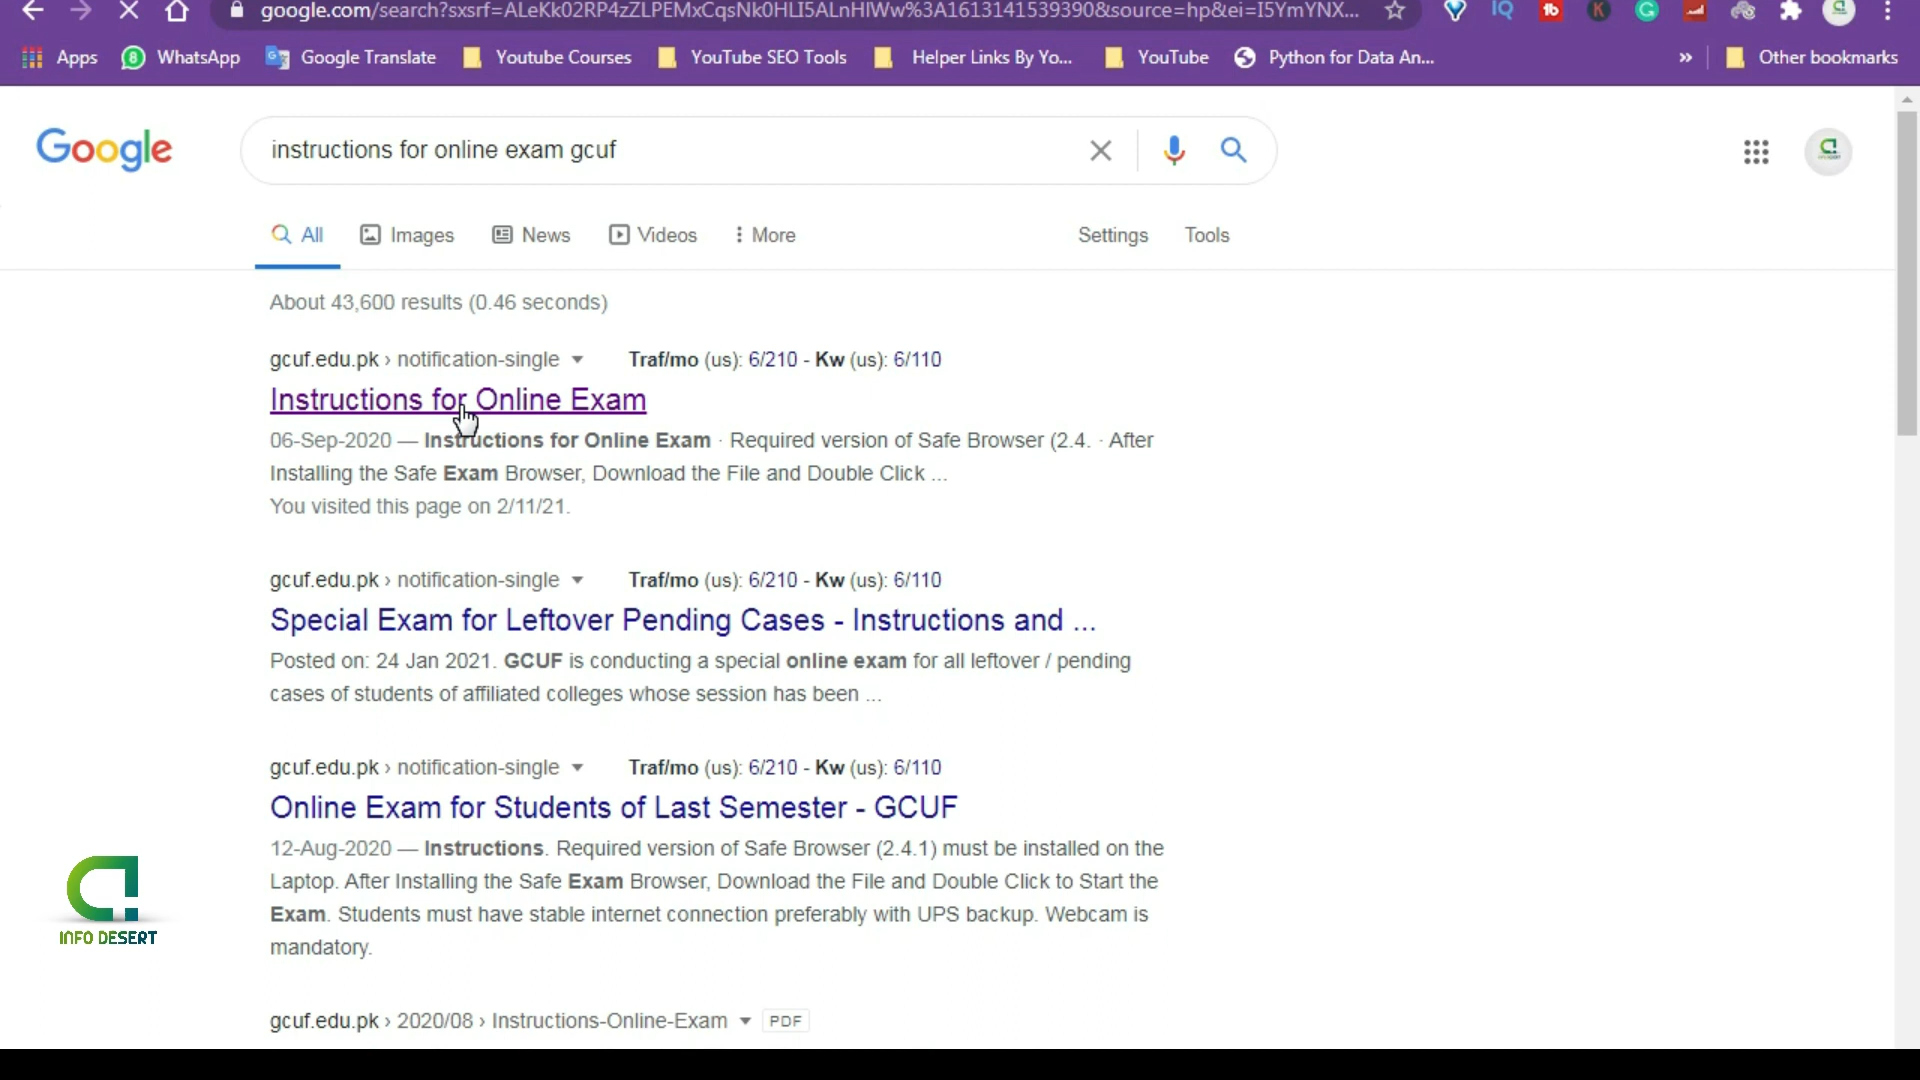 google.com/search?sxsrf=ALeKk02RP4zZLPEMxCqsNk0HLI5ALnHlWw%3A1613141539390&source=hp&ei=I5YmYNX...
Apps WhatsApp Google Translate Youtube Courses YouTube SEO Tools Helper Links By Yo... YouTube Python for Data An... » Other bookmarks
Google instructions for online exam gcuf
All Images News Videos More Settings Tools
About 43,600 results (0.46 seconds)
gcuf.edu.pk › notification-single Traf/mo (us): 6/210 - Kw (us): 6/110
Instructions for Online Exam
06-Sep-2020 — Instructions for Online Exam · Required version of Safe Browser (2.4. · After
Installing the Safe Exam Browser, Download the File and Double Click ...
You visited this page on 2/11/21.
gcuf.edu.pk › notification-single Traf/mo (us): 6/210 - Kw (us): 6/110
Special Exam for Leftover Pending Cases - Instructions and ...
Posted on: 24 Jan 2021. GCUF is conducting a special online exam for all leftover / pending
cases of students of affiliated colleges whose session has been ...
gcuf.edu.pk › notification-single Traf/mo (us): 6/210 - Kw (us): 6/110
Online Exam for Students of Last Semester - GCUF
12-Aug-2020 — Instructions. Required version of Safe Browser (2.4.1) must be installed on the
Laptop. After Installing the Safe Exam Browser, Download the File and Double Click to Start the
Exam. Students must have stable internet connection preferably with UPS backup. Webcam is
mandatory.
INFO DESERT
gcuf.edu.pk › 2020/08 › Instructions-Online-Exam PDF